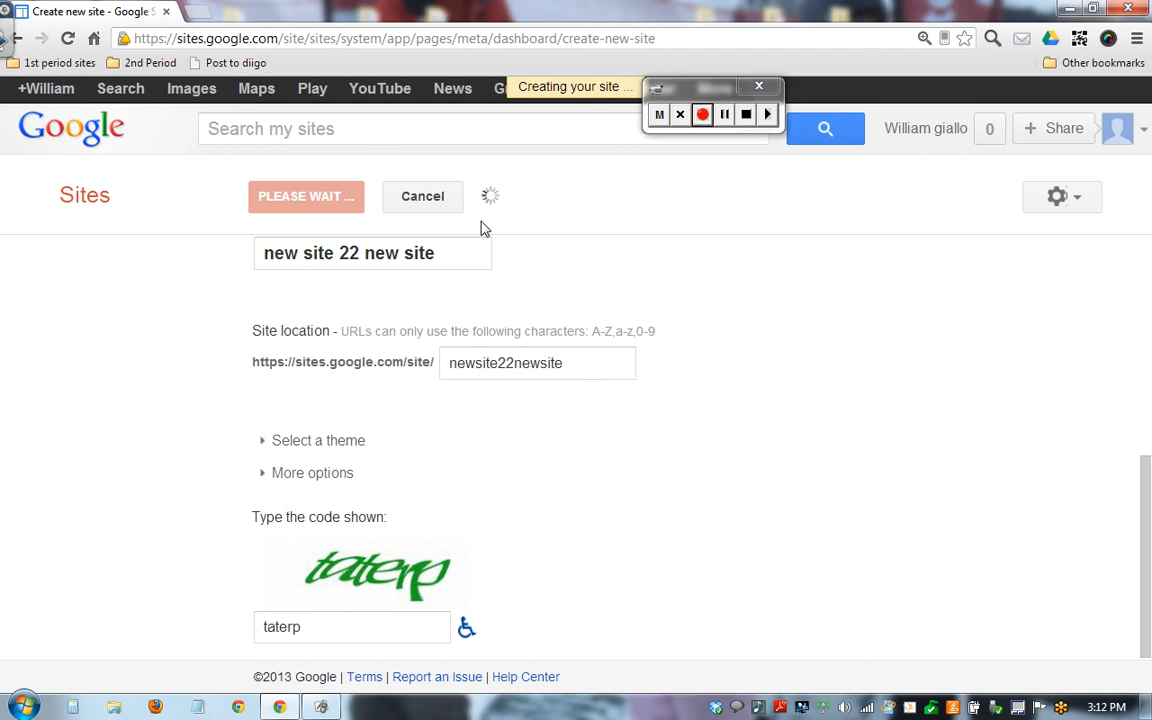 Create new site - Google S
https://sites.google.com/site/sites/system/app/pages/meta/dashboard/create-new-site
1st period sites 2nd Period Post to diigo Other bookmarks
+William Search Images Maps Play YouTube News
Creating your site ...
M
Google Search my sites William giallo 0 + Share
Sites PLEASE WAIT ... Cancel
new site 22 new site
Site location - URLs can only use the following characters: A-Z,a-z,0-9
https://sites.google.com/site/ newsite22newsite
Select a theme
More options
Type the code shown:
taterp
taterp
©2013 Google | Terms | Report an Issue | Help Center
3:12 PM